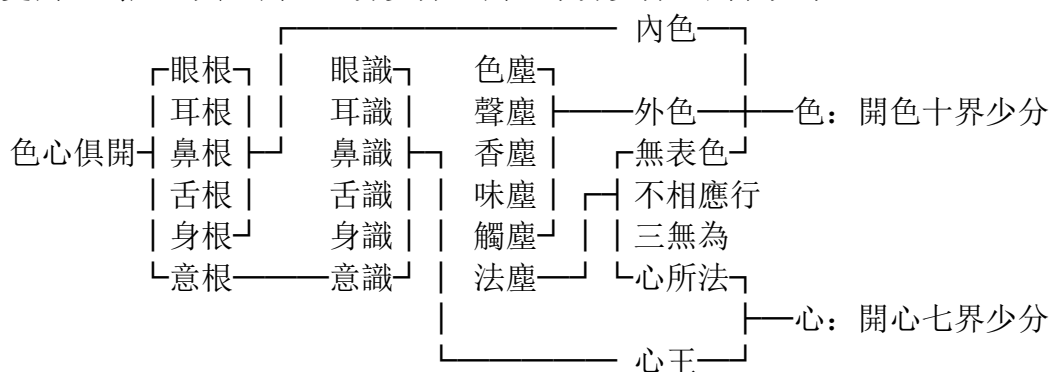 內色
眼根 眼識 色塵
耳根 耳識 聲塵 外色 色：開色十界少分
色心俱開 鼻根 鼻識 香塵 無表色
舌根 舌識 味塵 不相應行
身根 身識 觸塵 三無為
意根 意識 法塵 心所法
心：開心七界少分
心王